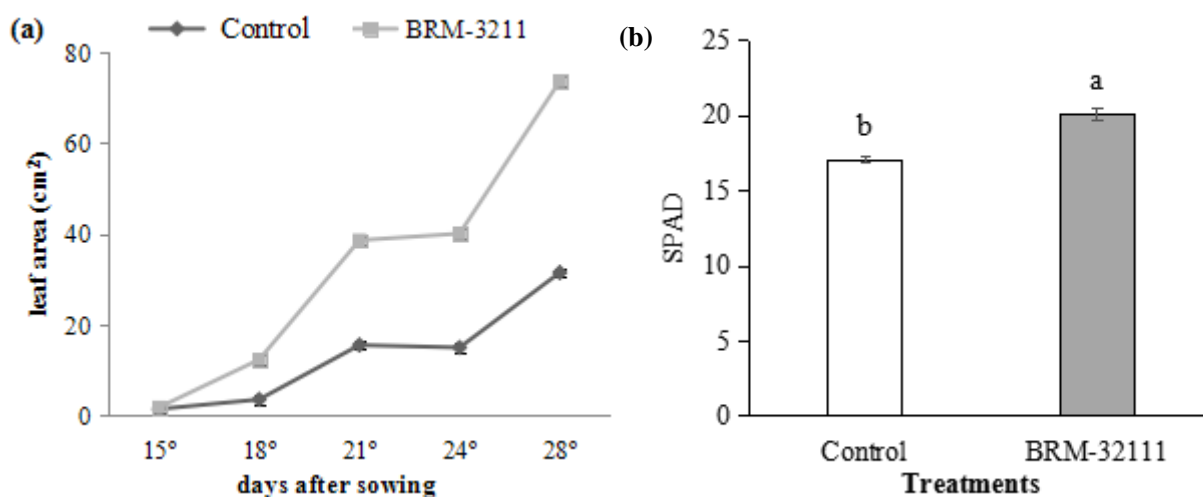 (a)
Control
BRM-3211
80
60
40
20
0
leaf area (cm²)
15° 18° 21° 24° 28°
days after sowing
(b)
25
20
15
10
5
0
SPAD
b
a
Control BRM-32111
Treatments